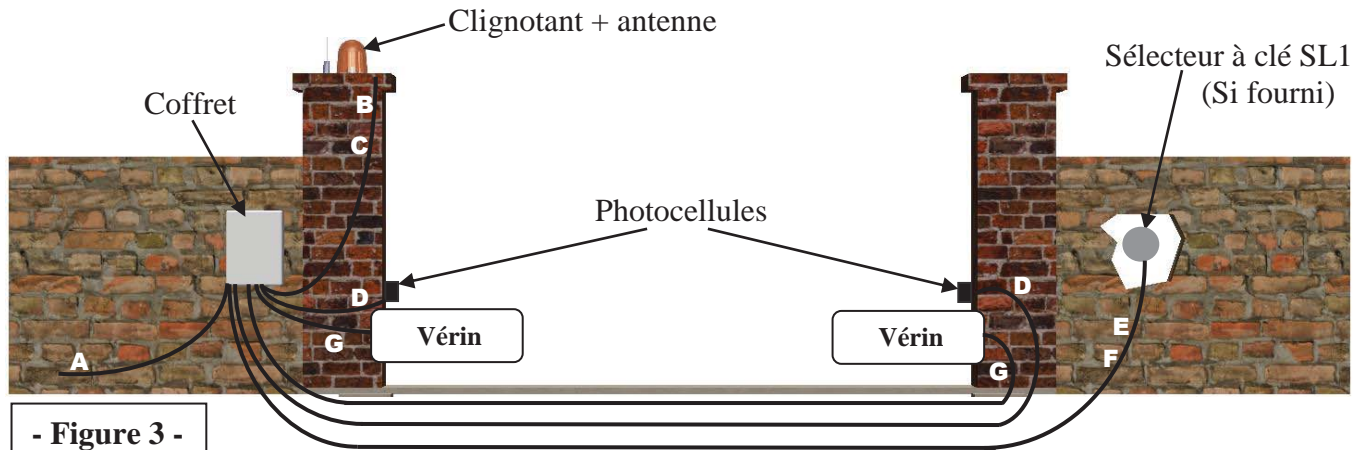 Clignotant + antenne
Sélecteur à clé SL1
(Si fourni)
Coffret
B
C
Photocellules
D
D
Vérin
Vérin
E
G
A
F
G
- Figure 3 -